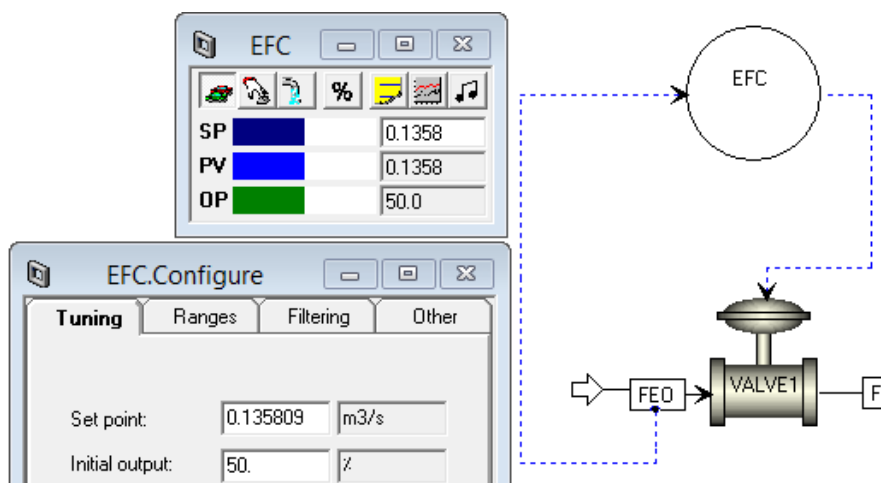 EFC
%
SP 0.1358
PV 0.1358
OP 50.0
EFC.Configure
Tuning Ranges Filtering Other
Set point: 0.135809 m3/s
Initial output: 50. %
EFC
FE0 VALVE1 F